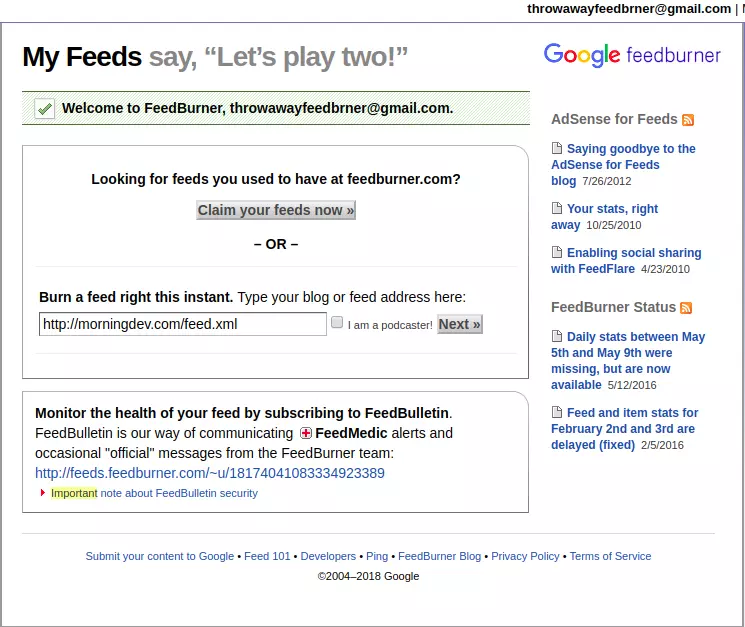 throwawayfeedbrner@gmail.com |
My Feeds say, “Let’s play two!”
Google feedburner
Welcome to FeedBurner, throwawayfeedbrner@gmail.com.
Looking for feeds you used to have at feedburner.com?
Claim your feeds now »
– OR –
Burn a feed right this instant. Type your blog or feed address here:
http://morningdev.com/feed.xml
I am a podcaster! Next »
Monitor the health of your feed by subscribing to FeedBulletin.
FeedBulletin is our way of communicating FeedMedic alerts and
occasional "official" messages from the FeedBurner team:
http://feeds.feedburner.com/~u/18174041083334923389
Important note about FeedBulletin security
AdSense for Feeds
Saying goodbye to the
AdSense for Feeds
blog 7/26/2012
Your stats, right
away 10/25/2010
Enabling social sharing
with FeedFlare 4/23/2010
FeedBurner Status
Daily stats between May
5th and May 9th were
missing, but are now
available 5/12/2016
Feed and item stats for
February 2nd and 3rd are
delayed (fixed) 2/5/2016
Submit your content to Google • Feed 101 • Developers • Ping • FeedBurner Blog • Privacy Policy • Terms of Service
©2004–2018 Google